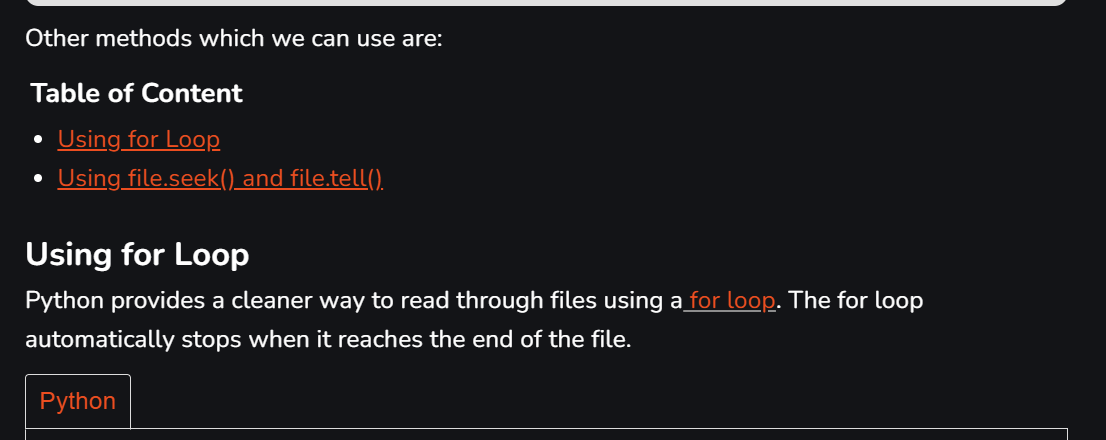 Other methods which we can use are:
Table of Content
Using for Loop
Using file.seek() and file.tell()
Using for Loop
Python provides a cleaner way to read through files using a for loop. The for loop
automatically stops when it reaches the end of the file.
Python